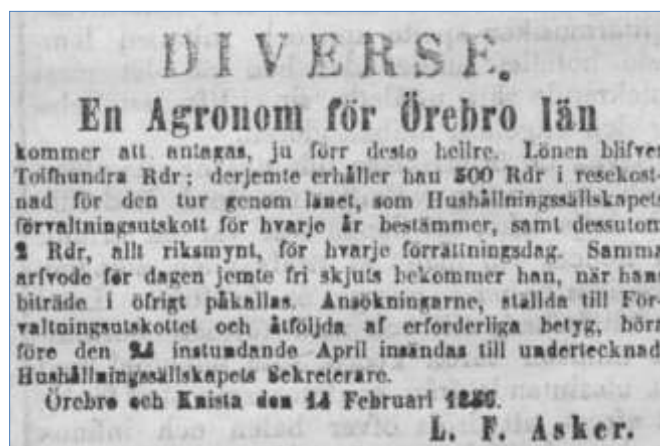 DIVERSE.
En Agronom för Örebro län
kommer att antagas, ju förr desto hellre. Lönen blifver
Tolfhundra Rdr; derjemte erhåller han 500 Rdr i resekost-
nad för den tur genom länet, som Hushållningssällskapets
förvaltningsutskott för hvarje år bestämmer, samt dessutom
2 Rdr, allt riksmynt, för hvarje förrättningsdag. Samma
arfvode för dagen jemte fri skjuts bekommer han, när hans
biträde i öfrigt påkallas. Ansökningarne, ställda till För-
valtningsutskottet och åtföljda af erforderliga betyg, böra
före den 24 instundande April insändas till undertecknad
Hushållningssällskapets Sekreterare.
Örebro och Knista den 14 Februari
L. F. Asker.